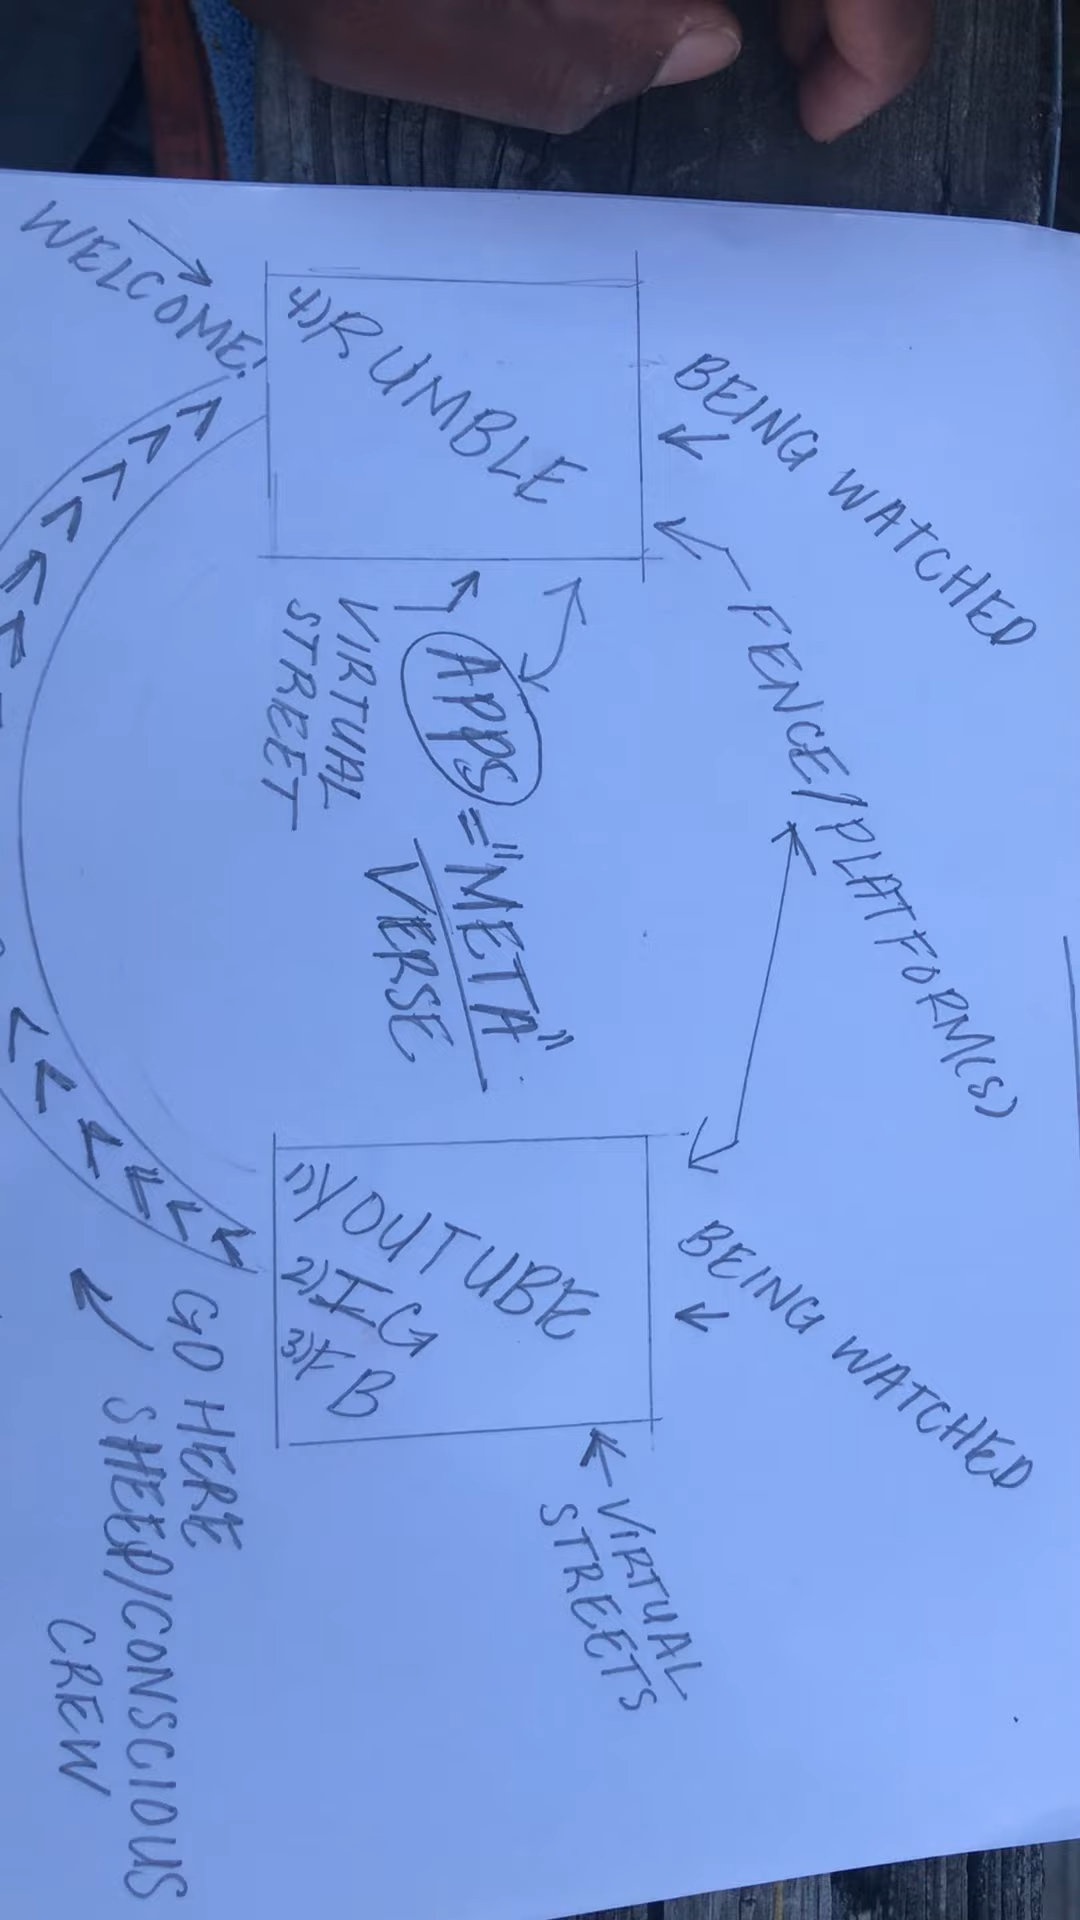 BEING WATCHED
BEING WATCHED
FENCE/PLATFORM(S)
4) RUMBLE
1) YOUTUBE
2) IG
3) FB
VIRTUAL
STREETS
APPS = "META"
VERSE
VIRTUAL
STREET
WELCOME!
GO HERE
SHEEP/CONSCIOUS
CREW